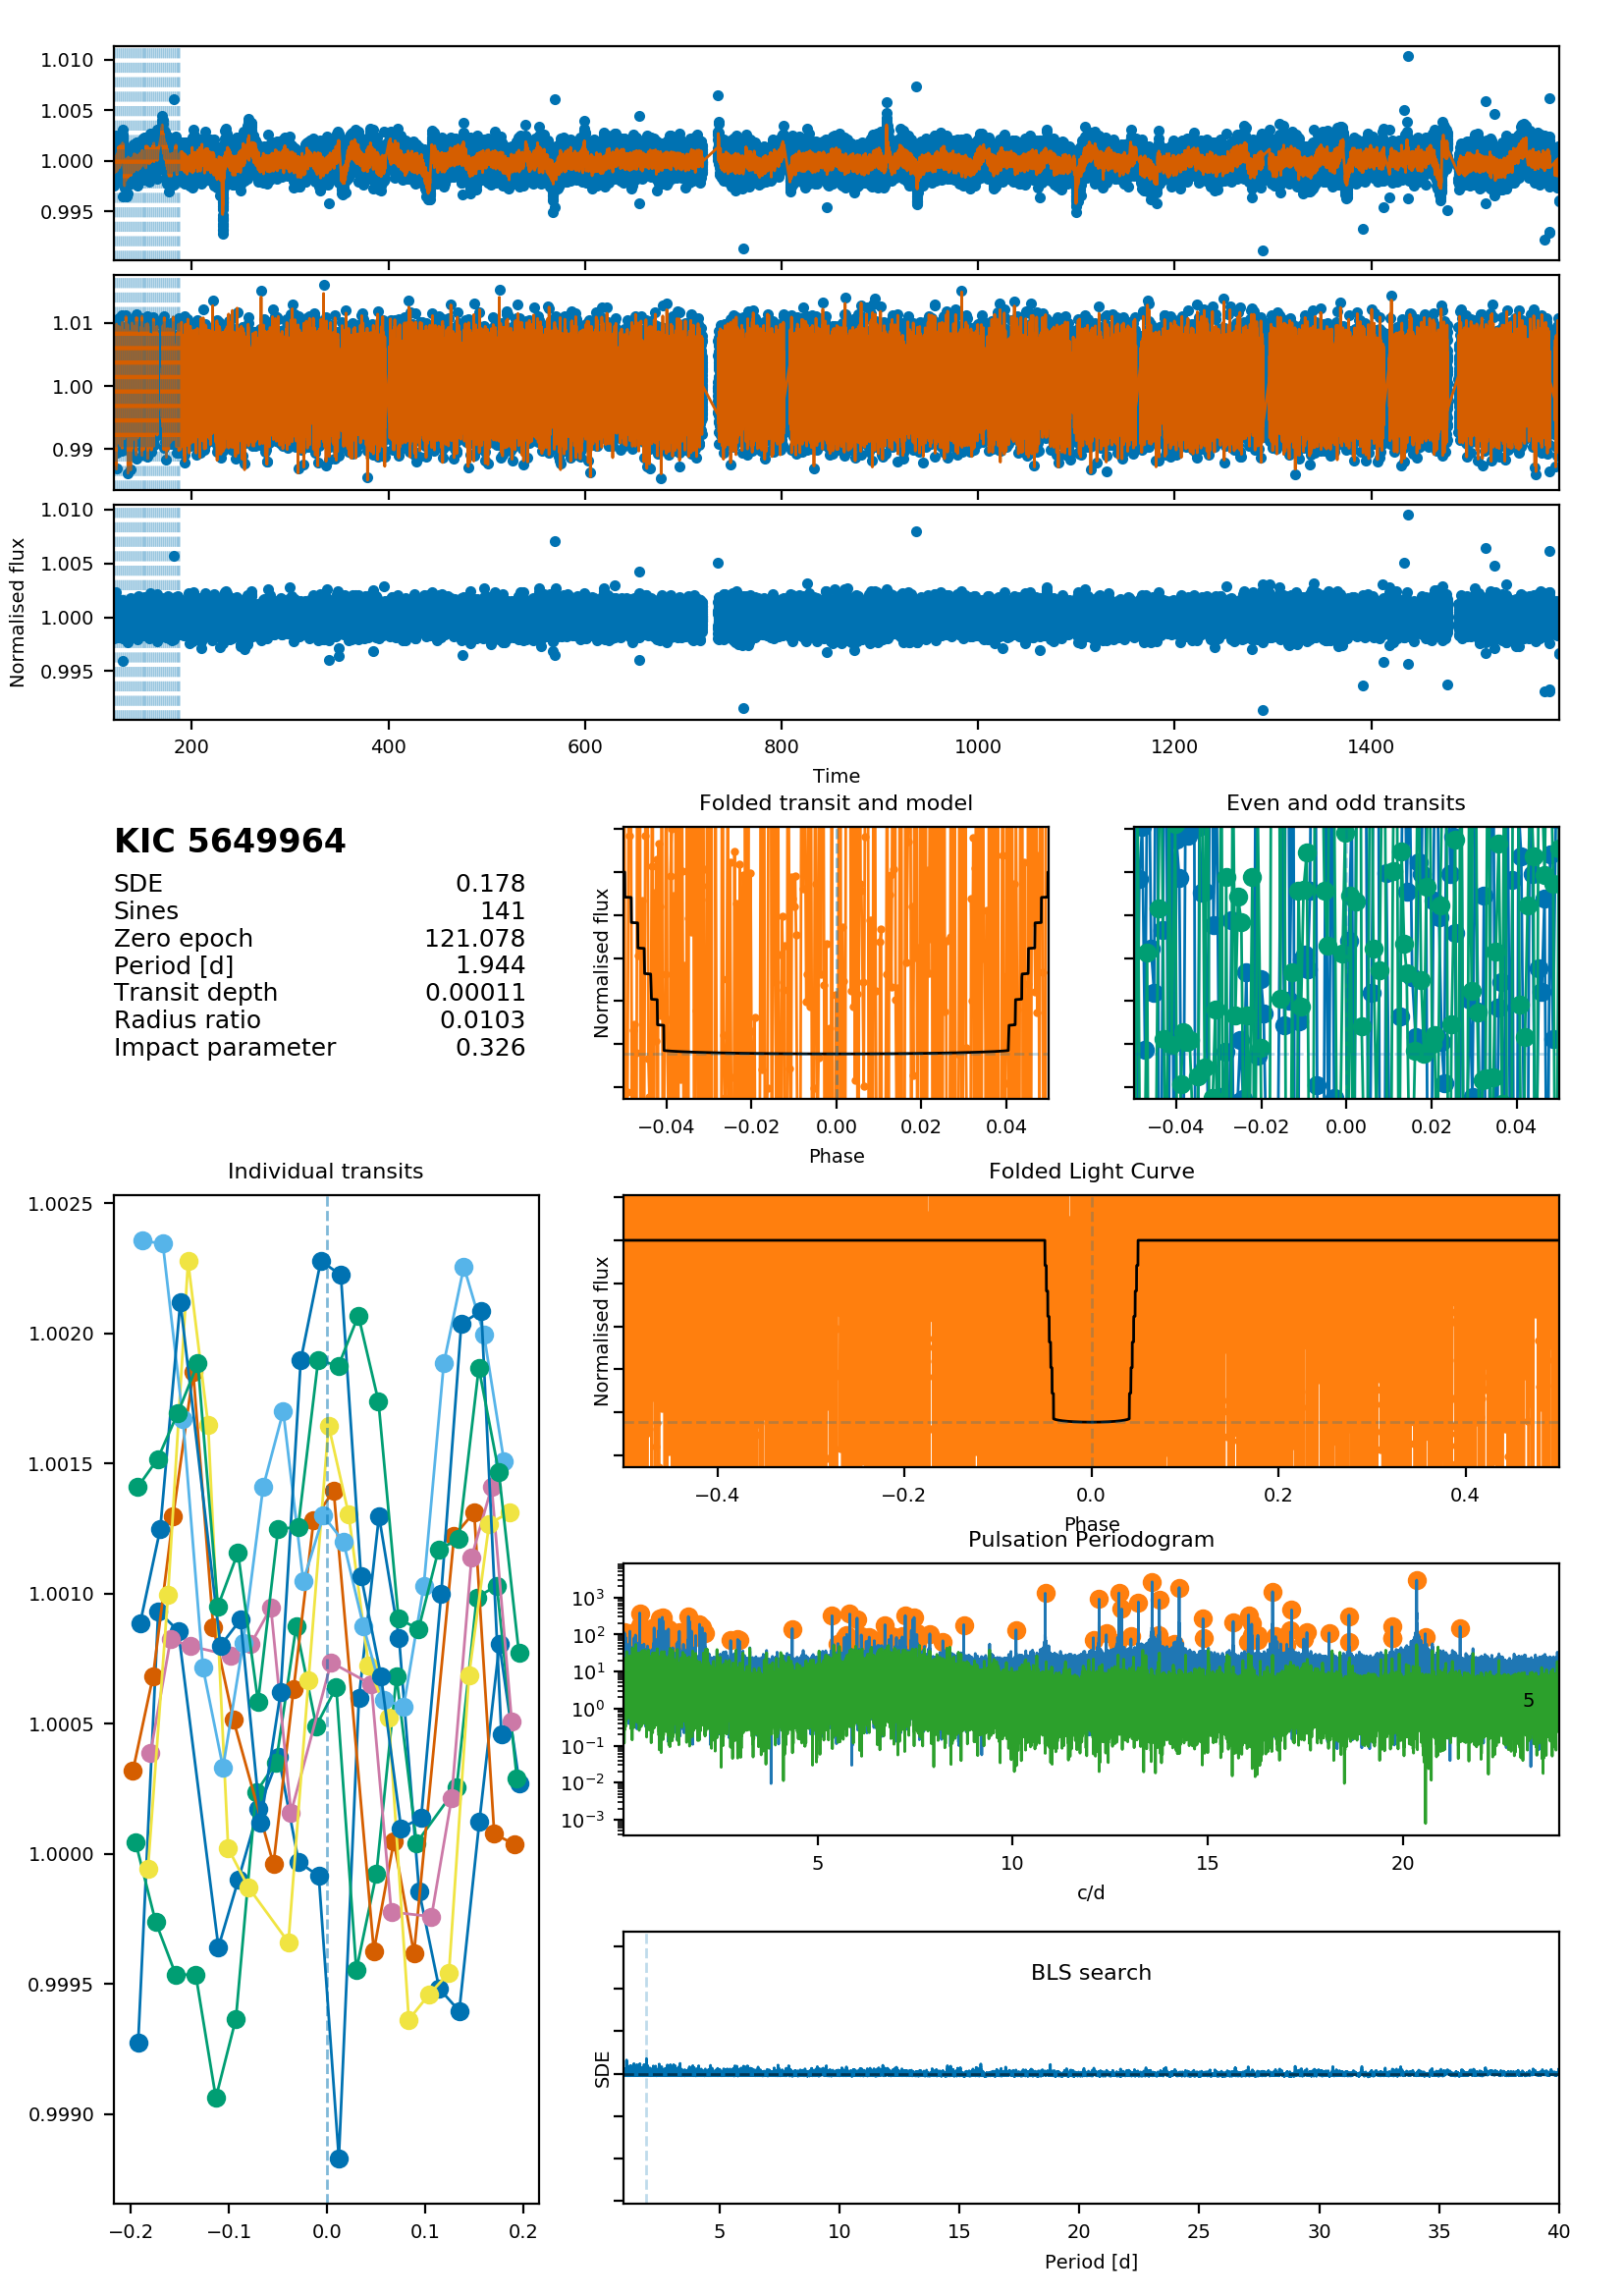 1.010
1.005
1.000
0.995
1.01
1.00
0.99
1.010
1.005
1.000
0.995
Normalised flux
200 400 600 800 1000 1200 1400
Time
KIC 5649964
SDE 0.178
Sines 141
Zero epoch 121.078
Period [d] 1.944
Transit depth 0.00011
Radius ratio 0.0103
Impact parameter 0.326
Folded transit and model
Normalised flux
−0.04 −0.02 0.00 0.02 0.04
Phase
Even and odd transits
−0.04 −0.02 0.00 0.02 0.04
Individual transits
1.0025
1.0020
1.0015
1.0010
1.0005
1.0000
0.9995
0.9990
−0.2 −0.1 0.0 0.1 0.2
Folded Light Curve
Normalised flux
−0.4 −0.2 0.0 0.2 0.4
Phase
Pulsation Periodogram
10³
10²
10¹
10⁰
10⁻¹
10⁻²
10⁻³
5
5 10 15 20
c/d
BLS search
SDE
5 10 15 20 25 30 35 40
Period [d]